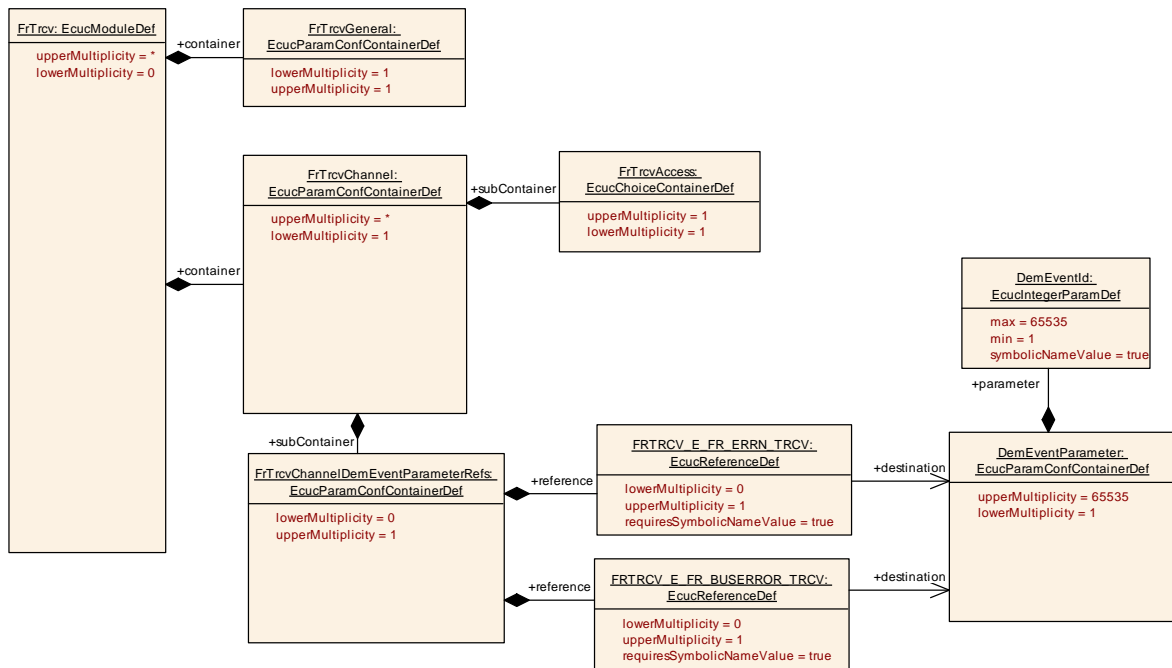 FrTrcv: EcucModuleDef
upperMultiplicity = *
lowerMultiplicity = 0
+container
FrTrcvGeneral:
EcucParamConfContainerDef
lowerMultiplicity = 1
upperMultiplicity = 1
+container
FrTrcvChannel:
EcucParamConfContainerDef
upperMultiplicity = *
lowerMultiplicity = 1
+subContainer
FrTrcvAccess:
EcucChoiceContainerDef
upperMultiplicity = 1
lowerMultiplicity = 1
DemEventId:
EcucIntegerParamDef
max = 65535
min = 1
symbolicNameValue = true
+parameter
+subContainer
FrTrcvChannelDemEventParameterRefs:
EcucParamConfContainerDef
lowerMultiplicity = 0
upperMultiplicity = 1
+reference
FRTRCV_E_FR_ERRN_TRCV:
EcucReferenceDef
lowerMultiplicity = 0
upperMultiplicity = 1
requiresSymbolicNameValue = true
+destination
DemEventParameter:
EcucParamConfContainerDef
upperMultiplicity = 65535
lowerMultiplicity = 1
+reference
FRTRCV_E_FR_BUSERROR_TRCV:
EcucReferenceDef
lowerMultiplicity = 0
upperMultiplicity = 1
requiresSymbolicNameValue = true
+destination